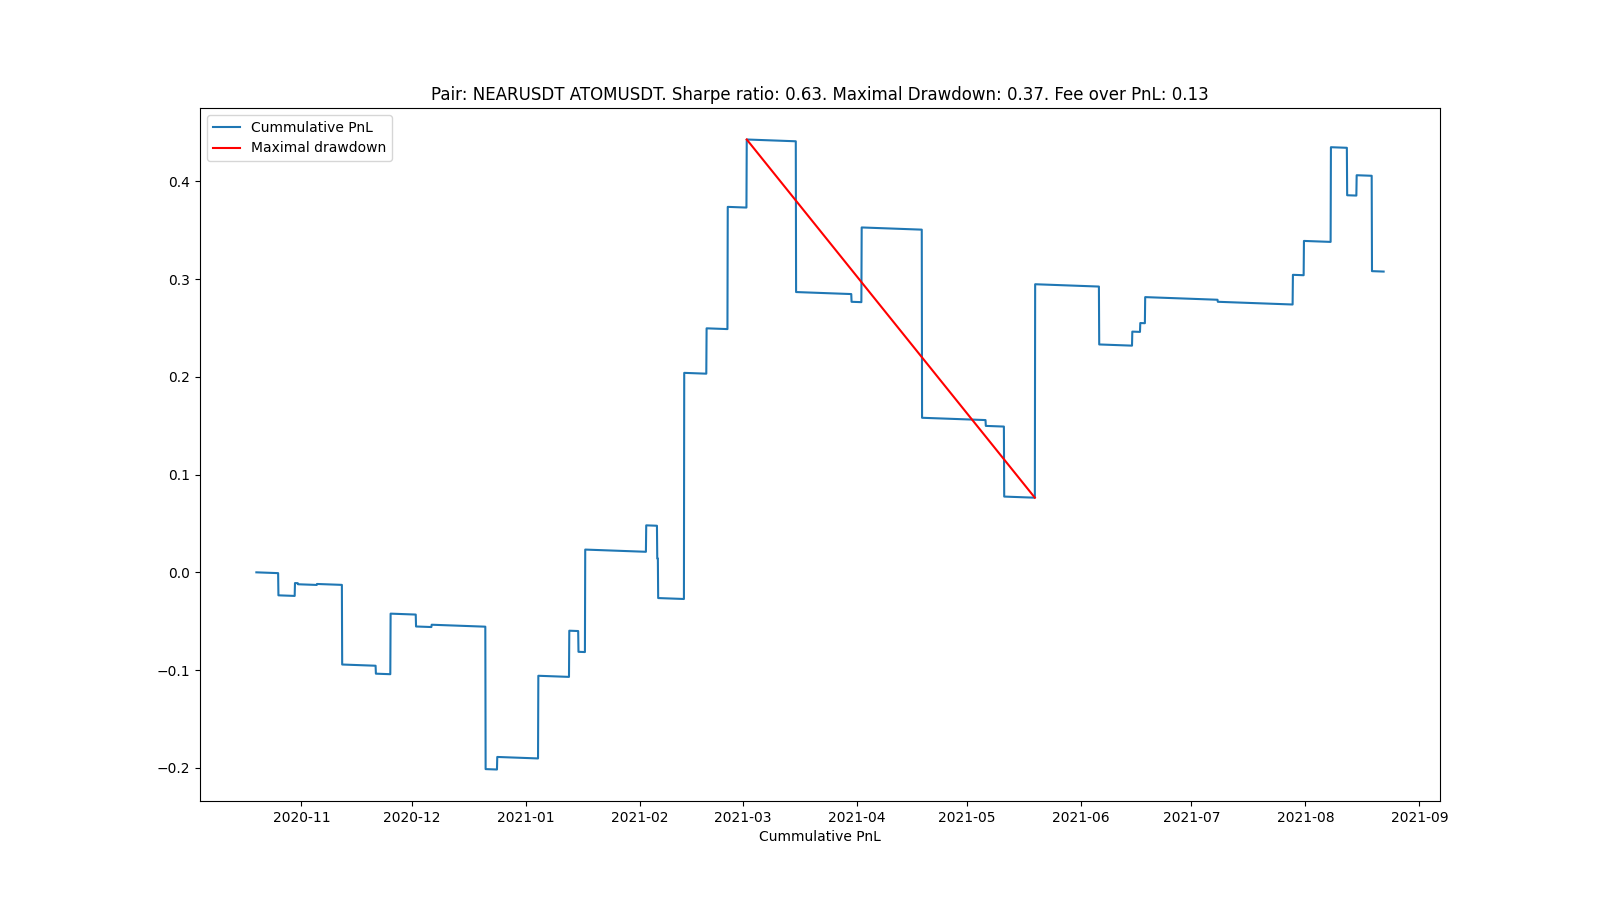 Pair: NEARUSDT ATOMUSDT. Sharpe ratio: 0.63. Maximal Drawdown: 0.37. Fee over PnL: 0.13
Cummulative PnL
Maximal drawdown
0.4
0.3
0.2
0.1
0.0
−0.1
−0.2
2020-11 2020-12 2021-01 2021-02 2021-03 2021-04 2021-05 2021-06 2021-07 2021-08 2021-09
Cummulative PnL